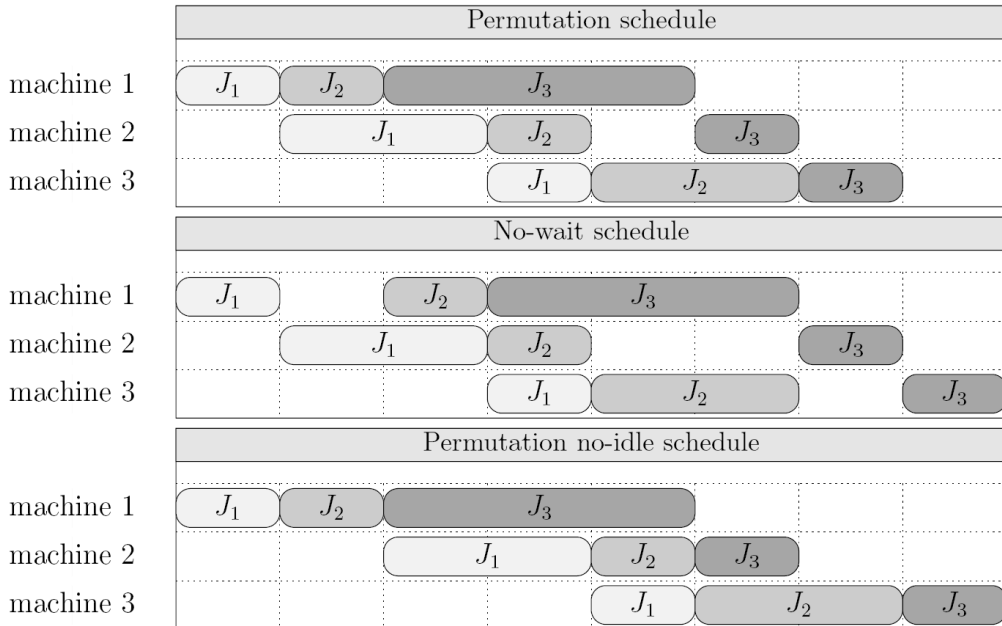 Permutation schedule
machine 1 J₁ J₂ J₃
machine 2 J₁ J₂ J₃
machine 3 J₁ J₂ J₃
No-wait schedule
machine 1 J₁ J₂ J₃
machine 2 J₁ J₂ J₃
machine 3 J₁ J₂ J₃
Permutation no-idle schedule
machine 1 J₁ J₂ J₃
machine 2 J₁ J₂ J₃
machine 3 J₁ J₂ J₃